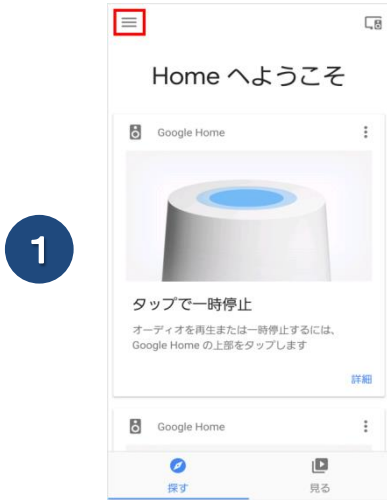 Home へようこそ
Google Home
1
タップで一時停止
オーディオを再生または一時停止するには、
Google Home の上部をタップします
詳細
Google Home
探す
見る